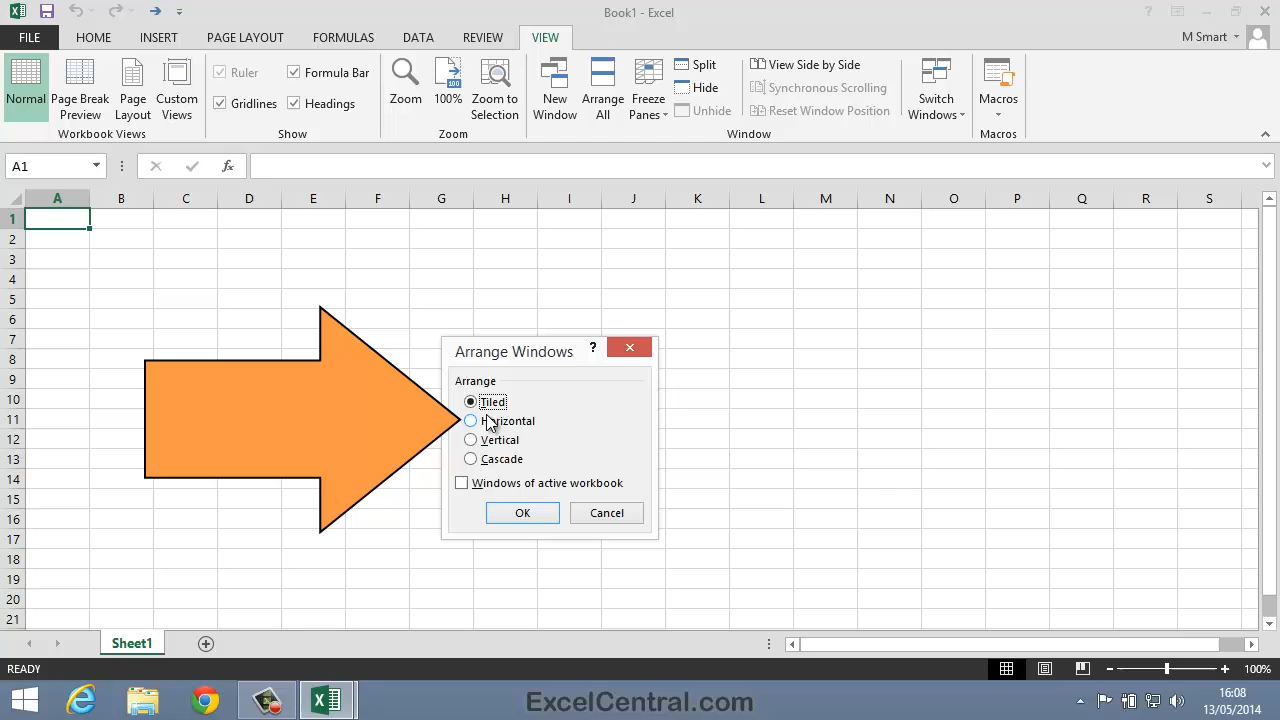 Book1 - Excel
FILE HOME INSERT PAGE LAYOUT FORMULAS DATA REVIEW VIEW M Smart
Normal Page Break Preview Page Layout Custom Views
Workbook Views
Ruler Formula Bar
Gridlines Headings
Show
Zoom 100% Zoom to Selection
Zoom
New Window Arrange All Freeze Panes
Split
Hide
Unhide
View Side by Side
Synchronous Scrolling
Reset Window Position
Switch Windows
Window
Macros
Macros
A1 fx
A B C D E F G H I J K L M N O P Q R S
1
2
3
4
5
6
7
8
9
10
11
12
13
14
15
16
17
18
19
20
21
Arrange Windows ?
Arrange
Tiled
Horizontal
Vertical
Cascade
Windows of active workbook
OK Cancel
Sheet1
READY 100%
ExcelCentral.com
16:08
13/05/2014